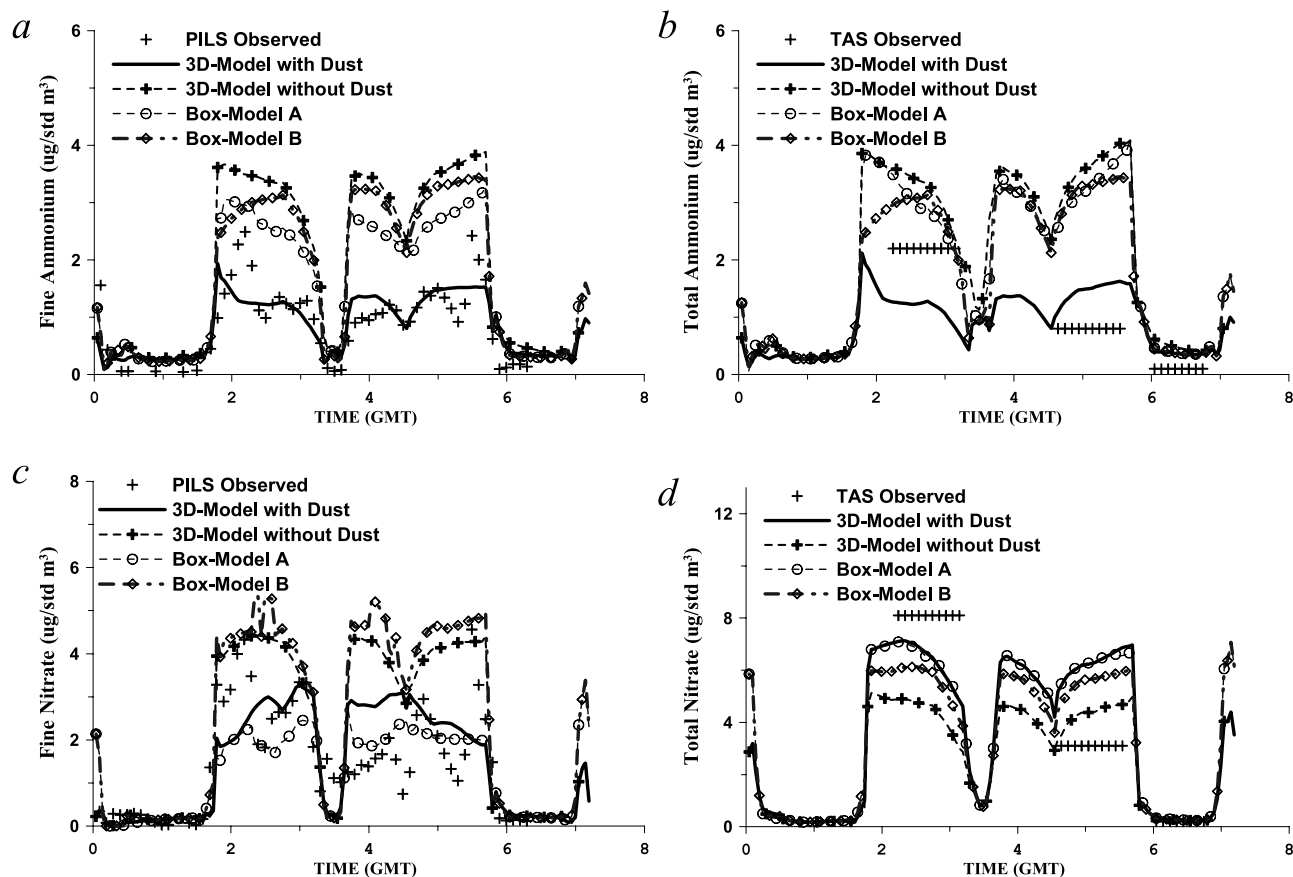 a
6
4
2
0
Fine Ammonium (ug/std m³)
PILS Observed
3D-Model with Dust
3D-Model without Dust
Box-Model A
Box-Model B
0 2 4 6 8
TIME (GMT)
b
6
4
2
0
Total Ammonium (ug/std m³)
TAS Observed
3D-Model with Dust
3D-Model without Dust
Box-Model A
Box-Model B
0 2 4 6 8
TIME (GMT)
c
8
6
4
2
0
Fine Nitrate (ug/std m³)
PILS Observed
3D-Model with Dust
3D-Model without Dust
Box-Model A
Box-Model B
0 2 4 6 8
TIME (GMT)
d
12
8
4
0
Total Nitrate (ug/std m³)
TAS Observed
3D-Model with Dust
3D-Model without Dust
Box-Model A
Box-Model B
0 2 4 6 8
TIME (GMT)